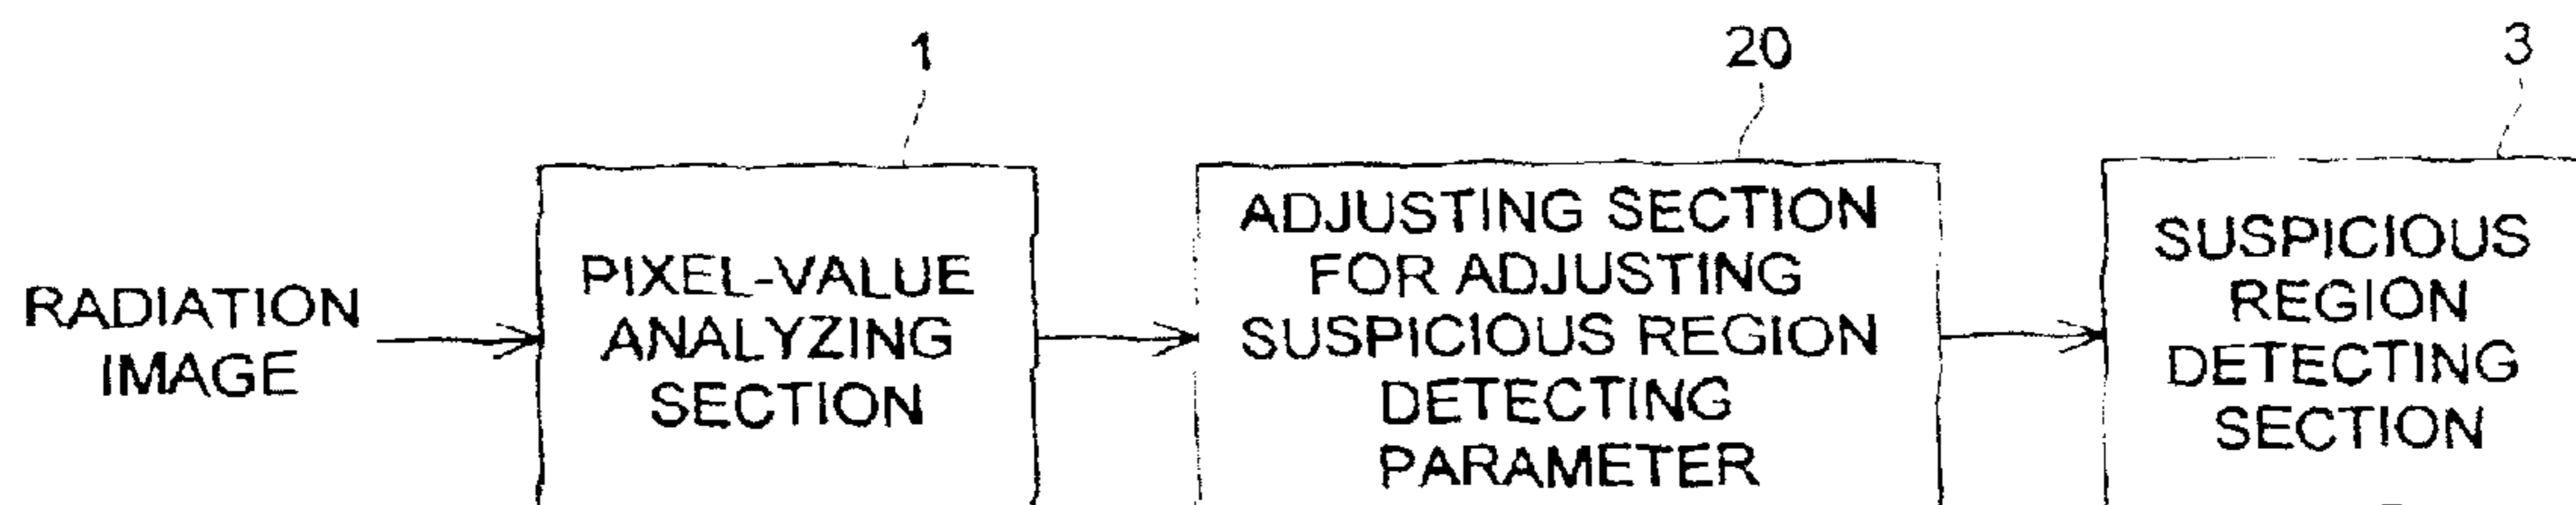 1
20
3
RADIATION
IMAGE
PIXEL-VALUE
ANALYZING
SECTION
ADJUSTING SECTION
FOR ADJUSTING
SUSPICIOUS REGION
DETECTING
PARAMETER
SUSPICIOUS
REGION
DETECTING
SECTION